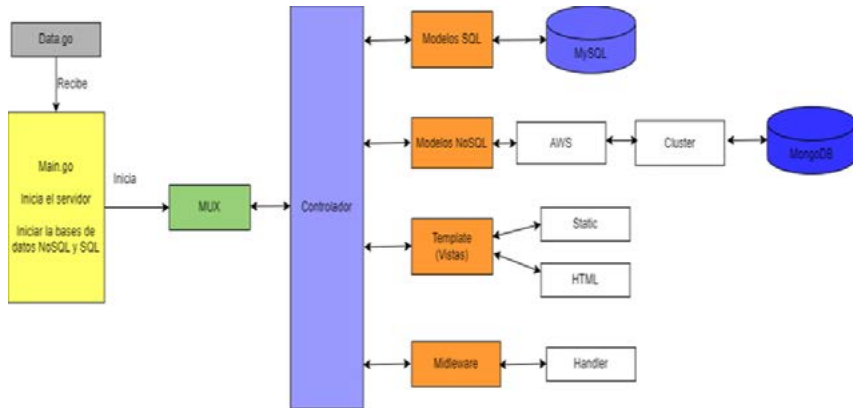 Data.go
Recibe
Main.go
Inicia el servidor
Iniciar la bases de
datos NoSQL y SQL
Inicia
MUX
Controlador
Modelos SQL
MySQL
Modelos NoSQL
AWS
Cluster
MongoDB
Template
(Vistas)
Static
HTML
Midleware
Handler